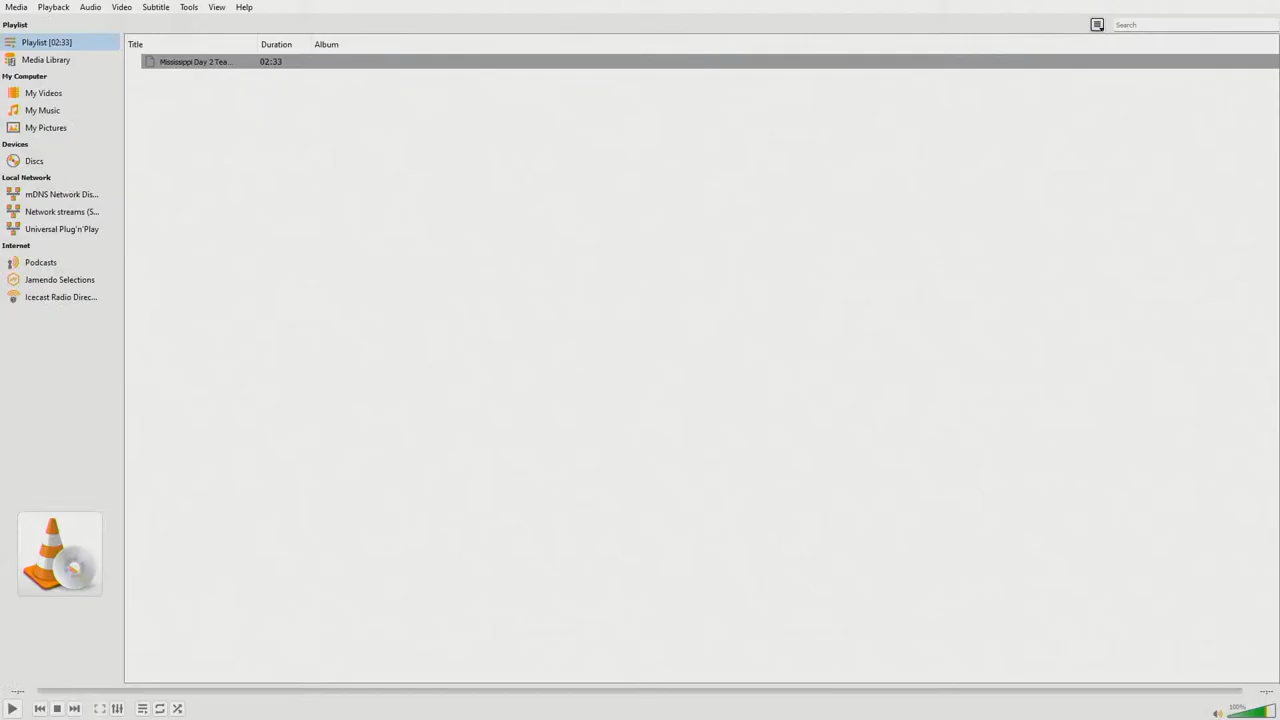 Media Playback Audio Video Subtitle Tools View Help
Playlist
Search
Playlist [02:33]
Title Duration Album
Mississippi Day 2 Tea... 02:33
Media Library
My Computer
My Videos
My Music
My Pictures
Devices
Discs
Local Network
mDNS Network Dis...
Network streams (S...
Universal Plug'n'Play
Internet
Podcasts
Jamendo Selections
Icecast Radio Direc...
--:-- --:--
100%